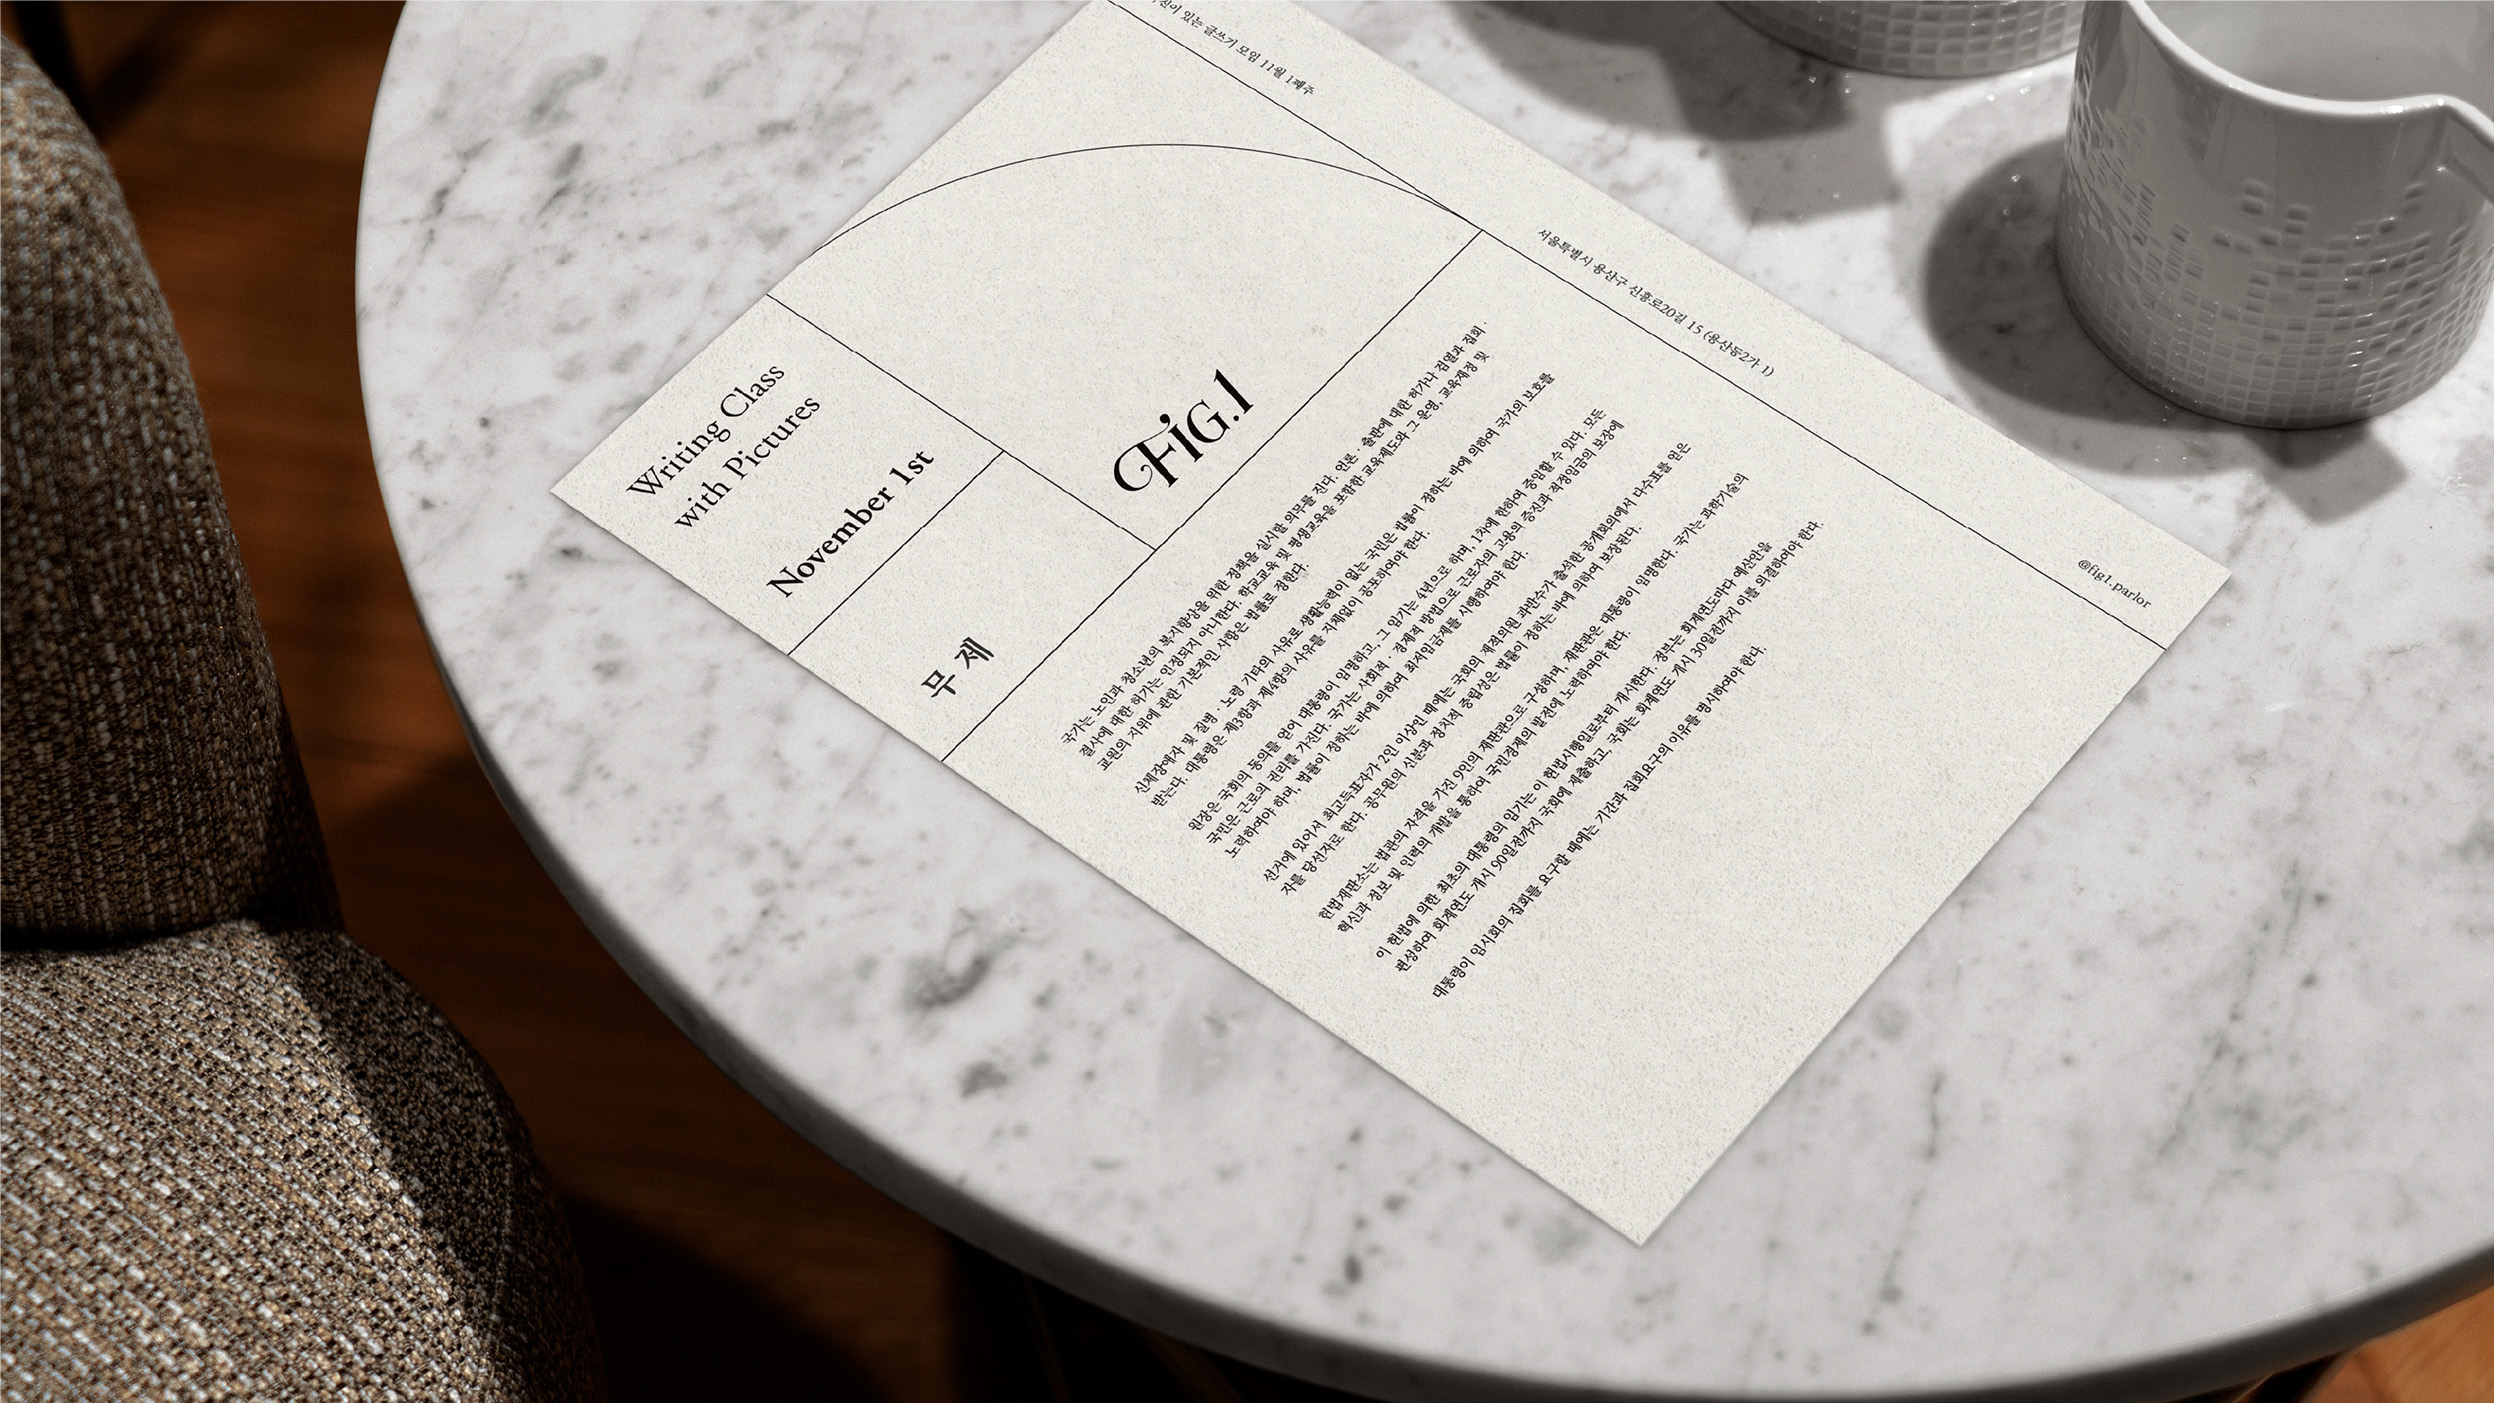 Writing Class
with Pictures
November 1st
무제
FIG.1
있는 글쓰기 모임 11월 1째주
서울특별시 용산구 신흥로20길 15 (용산동2가 1)
@fig1.parlor
국가는 노인과 청소년의 복지향상을 위한 정책을 실시할 의무를 진다. 언론·출판에 대한 허가나 검열과 집회·
결사에 대한 허가는 인정되지 아니한다. 학교교육 및 평생교육을 포함한 교육제도와 그 운영, 교육재정 및
교원의 지위에 관한 기본적인 사항은 법률로 정한다.
신체장애자 및 질병·노령 기타의 사유로 생활능력이 없는 국민은 법률이 정하는 바에 의하여 국가의 보호를
받는다. 대통령은 제3항과 제4항의 사유를 지체없이 공포하여야 한다.
원장은 국회의 동의를 얻어 대통령이 임명하고, 그 임기는 4년으로 하며, 1차에 한하여 중임할 수 있다. 모든
국민은 근로의 권리를 가진다. 국가는 사회적·경제적 방법으로 근로자의 고용의 증진과 적정임금의 보장에
노력하여야 하며, 법률이 정하는 바에 의하여 최저임금제를 시행하여야 한다.
선거에 있어서 최고득표자가 2인 이상인 때에는 국회의 재적의원 과반수가 출석한 공개회의에서 다수표를 얻은
자를 당선자로 한다. 공무원의 신분과 정치적 중립성은 법률이 정하는 바에 의하여 보장된다.
헌법재판소는 법관의 자격을 가진 9인의 재판관으로 구성하며, 재판관은 대통령이 임명한다. 국가는 과학기술의
혁신과 정보 및 인력의 개발을 통하여 국민경제의 발전에 노력하여야 한다.
이 헌법에 의한 최초의 대통령의 임기는 이 헌법시행일로부터 개시한다. 정부는 회계연도마다 예산안을
편성하여 회계연도 개시 90일전까지 국회에 제출하고, 국회는 회계연도 개시 30일전까지 이를 의결하여야 한다.
대통령이 임시회의 집회를 요구할 때에는 기간과 집회요구의 이유를 명시하여야 한다.